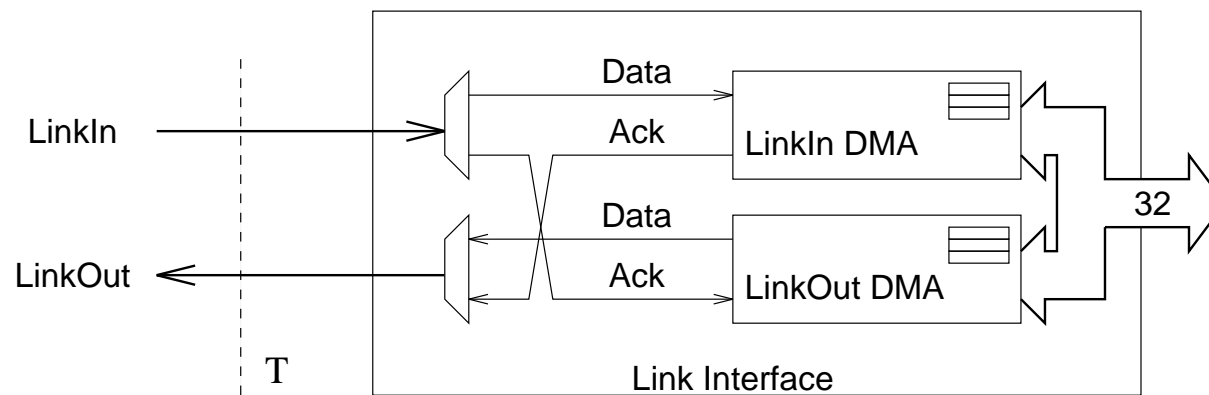 Data
LinkIn
Ack
LinkIn DMA
32
Data
LinkOut
Ack
LinkOut DMA
T
Link Interface